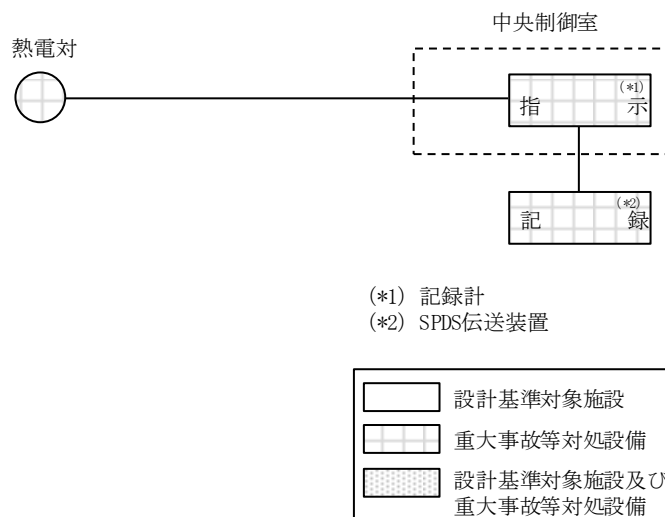 中央制御室
熱電対
(*1)
指 示
(*2)
記 録
(*1) 記録計
(*2) SPDS伝送装置
設計基準対象施設
重大事故等対処設備
設計基準対象施設及び
重大事故等対処設備